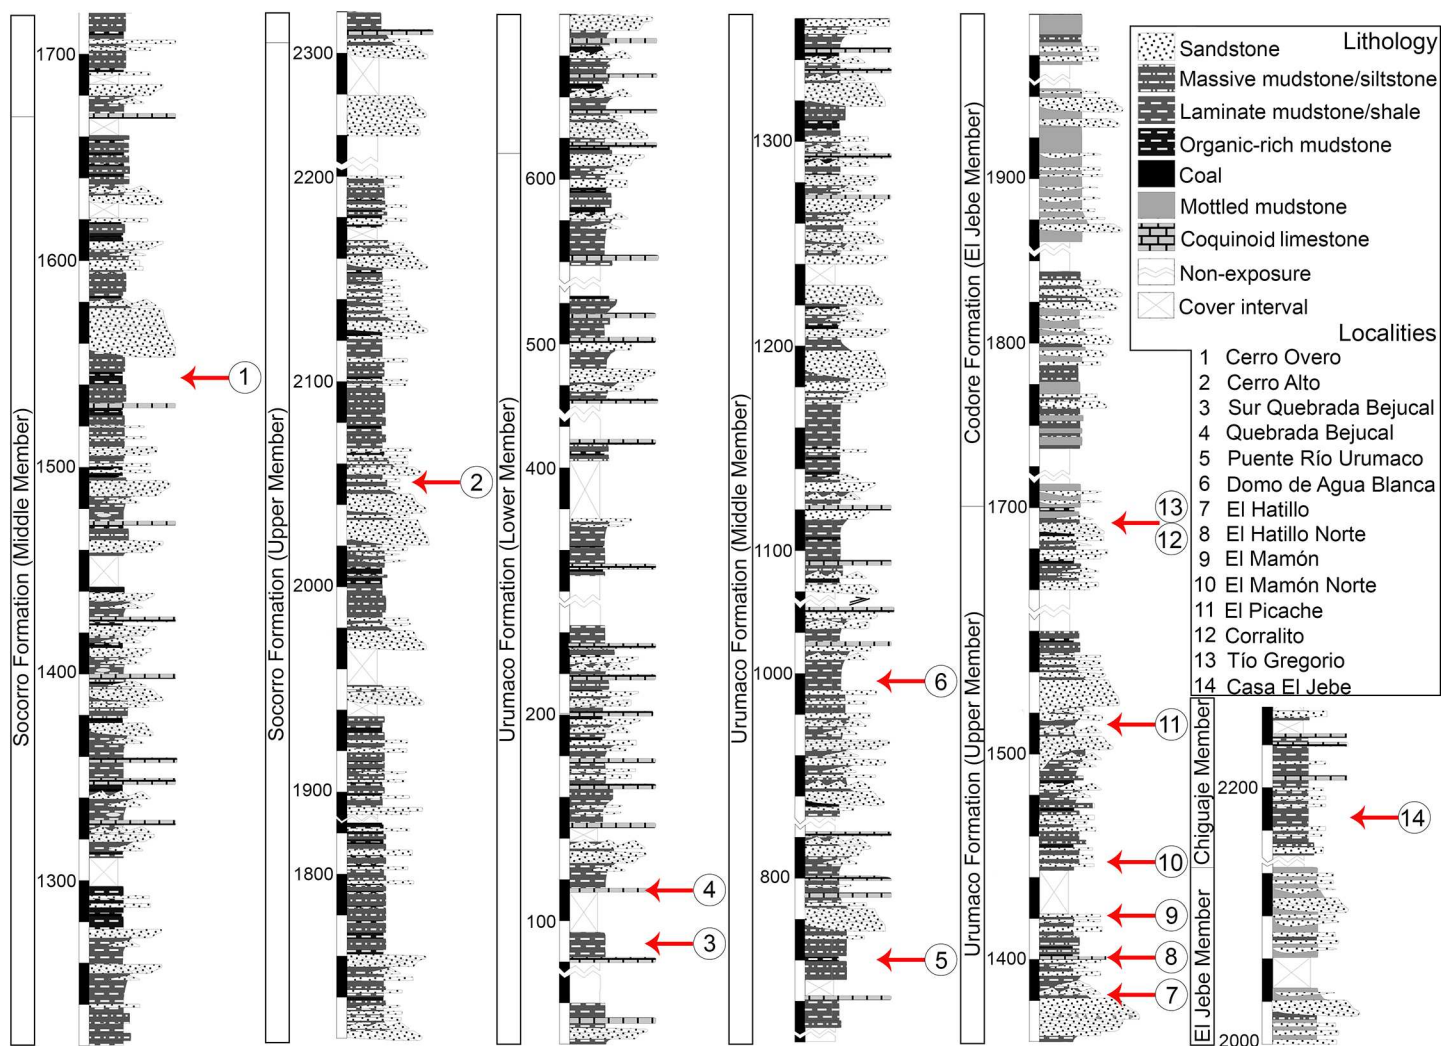 Socorro Formation (Middle Member)
1700
1600
1500
1400
1300
1
Socorro Formation (Upper Member)
2300
2200
2100
2000
1900
1800
2
Urumaco Formation (Lower Member)
600
500
400
200
100
4
3
Urumaco Formation (Middle Member)
1300
1200
1100
1000
800
6
5
Codore Formation (El Jebe Member)
Urumaco Formation (Upper Member)
1900
1800
1700
1500
1400
13
12
11
10
9
8
7
Chiguaje Member
El Jebe Member
2200
2000
14
Lithology
Sandstone
Massive mudstone/siltstone
Laminate mudstone/shale
Organic-rich mudstone
Coal
Mottled mudstone
Coquinoid limestone
Non-exposure
Cover interval
Localities
1 Cerro Overo
2 Cerro Alto
3 Sur Quebrada Bejucal
4 Quebrada Bejucal
5 Puente Río Urumaco
6 Domo de Agua Blanca
7 El Hatillo
8 El Hatillo Norte
9 El Mamón
10 El Mamón Norte
11 El Picache
12 Corralito
13 Tío Gregorio
14 Casa El Jebe